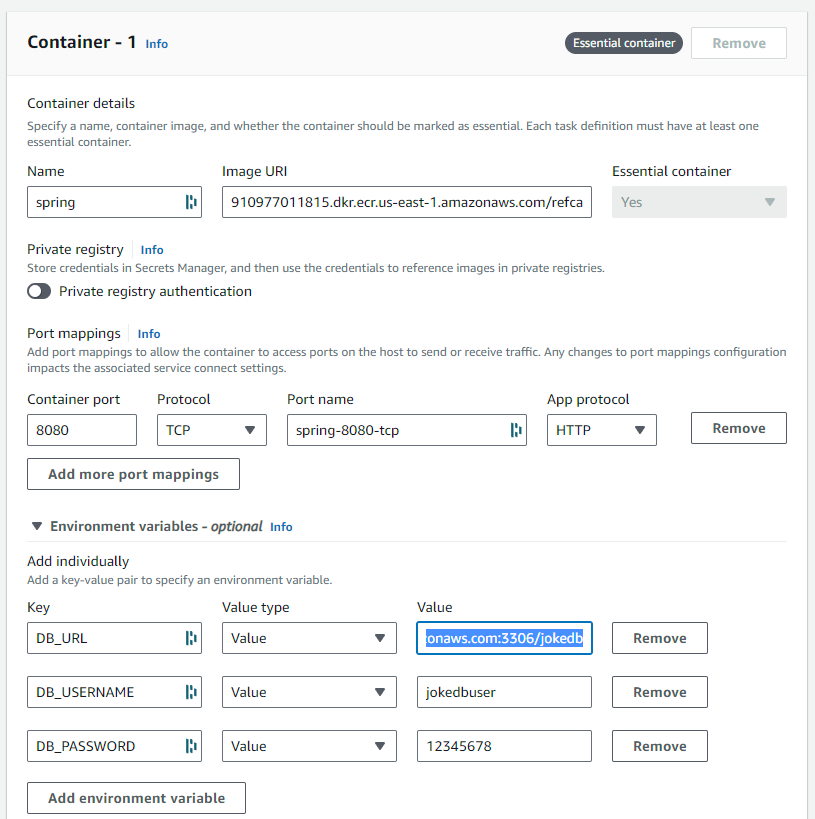 Container - 1 Info Essential container Remove
Container details
Specify a name, container image, and whether the container should be marked as essential. Each task definition must have at least one
essential container.
Name Image URI Essential container
spring 910977011815.dkr.ecr.us-east-1.amazonaws.com/refca Yes
Private registry Info
Store credentials in Secrets Manager, and then use the credentials to reference images in private registries.
Private registry authentication
Port mappings Info
Add port mappings to allow the container to access ports on the host to send or receive traffic. Any changes to port mappings configuration
impacts the associated service connect settings.
Container port Protocol Port name App protocol
8080 TCP spring-8080-tcp HTTP Remove
Add more port mappings
Environment variables - optional Info
Add individually
Add a key-value pair to specify an environment variable.
Key Value type Value
DB_URL Value onaws.com:3306/jokedb Remove
DB_USERNAME Value jokedbuser Remove
DB_PASSWORD Value 12345678 Remove
Add environment variable